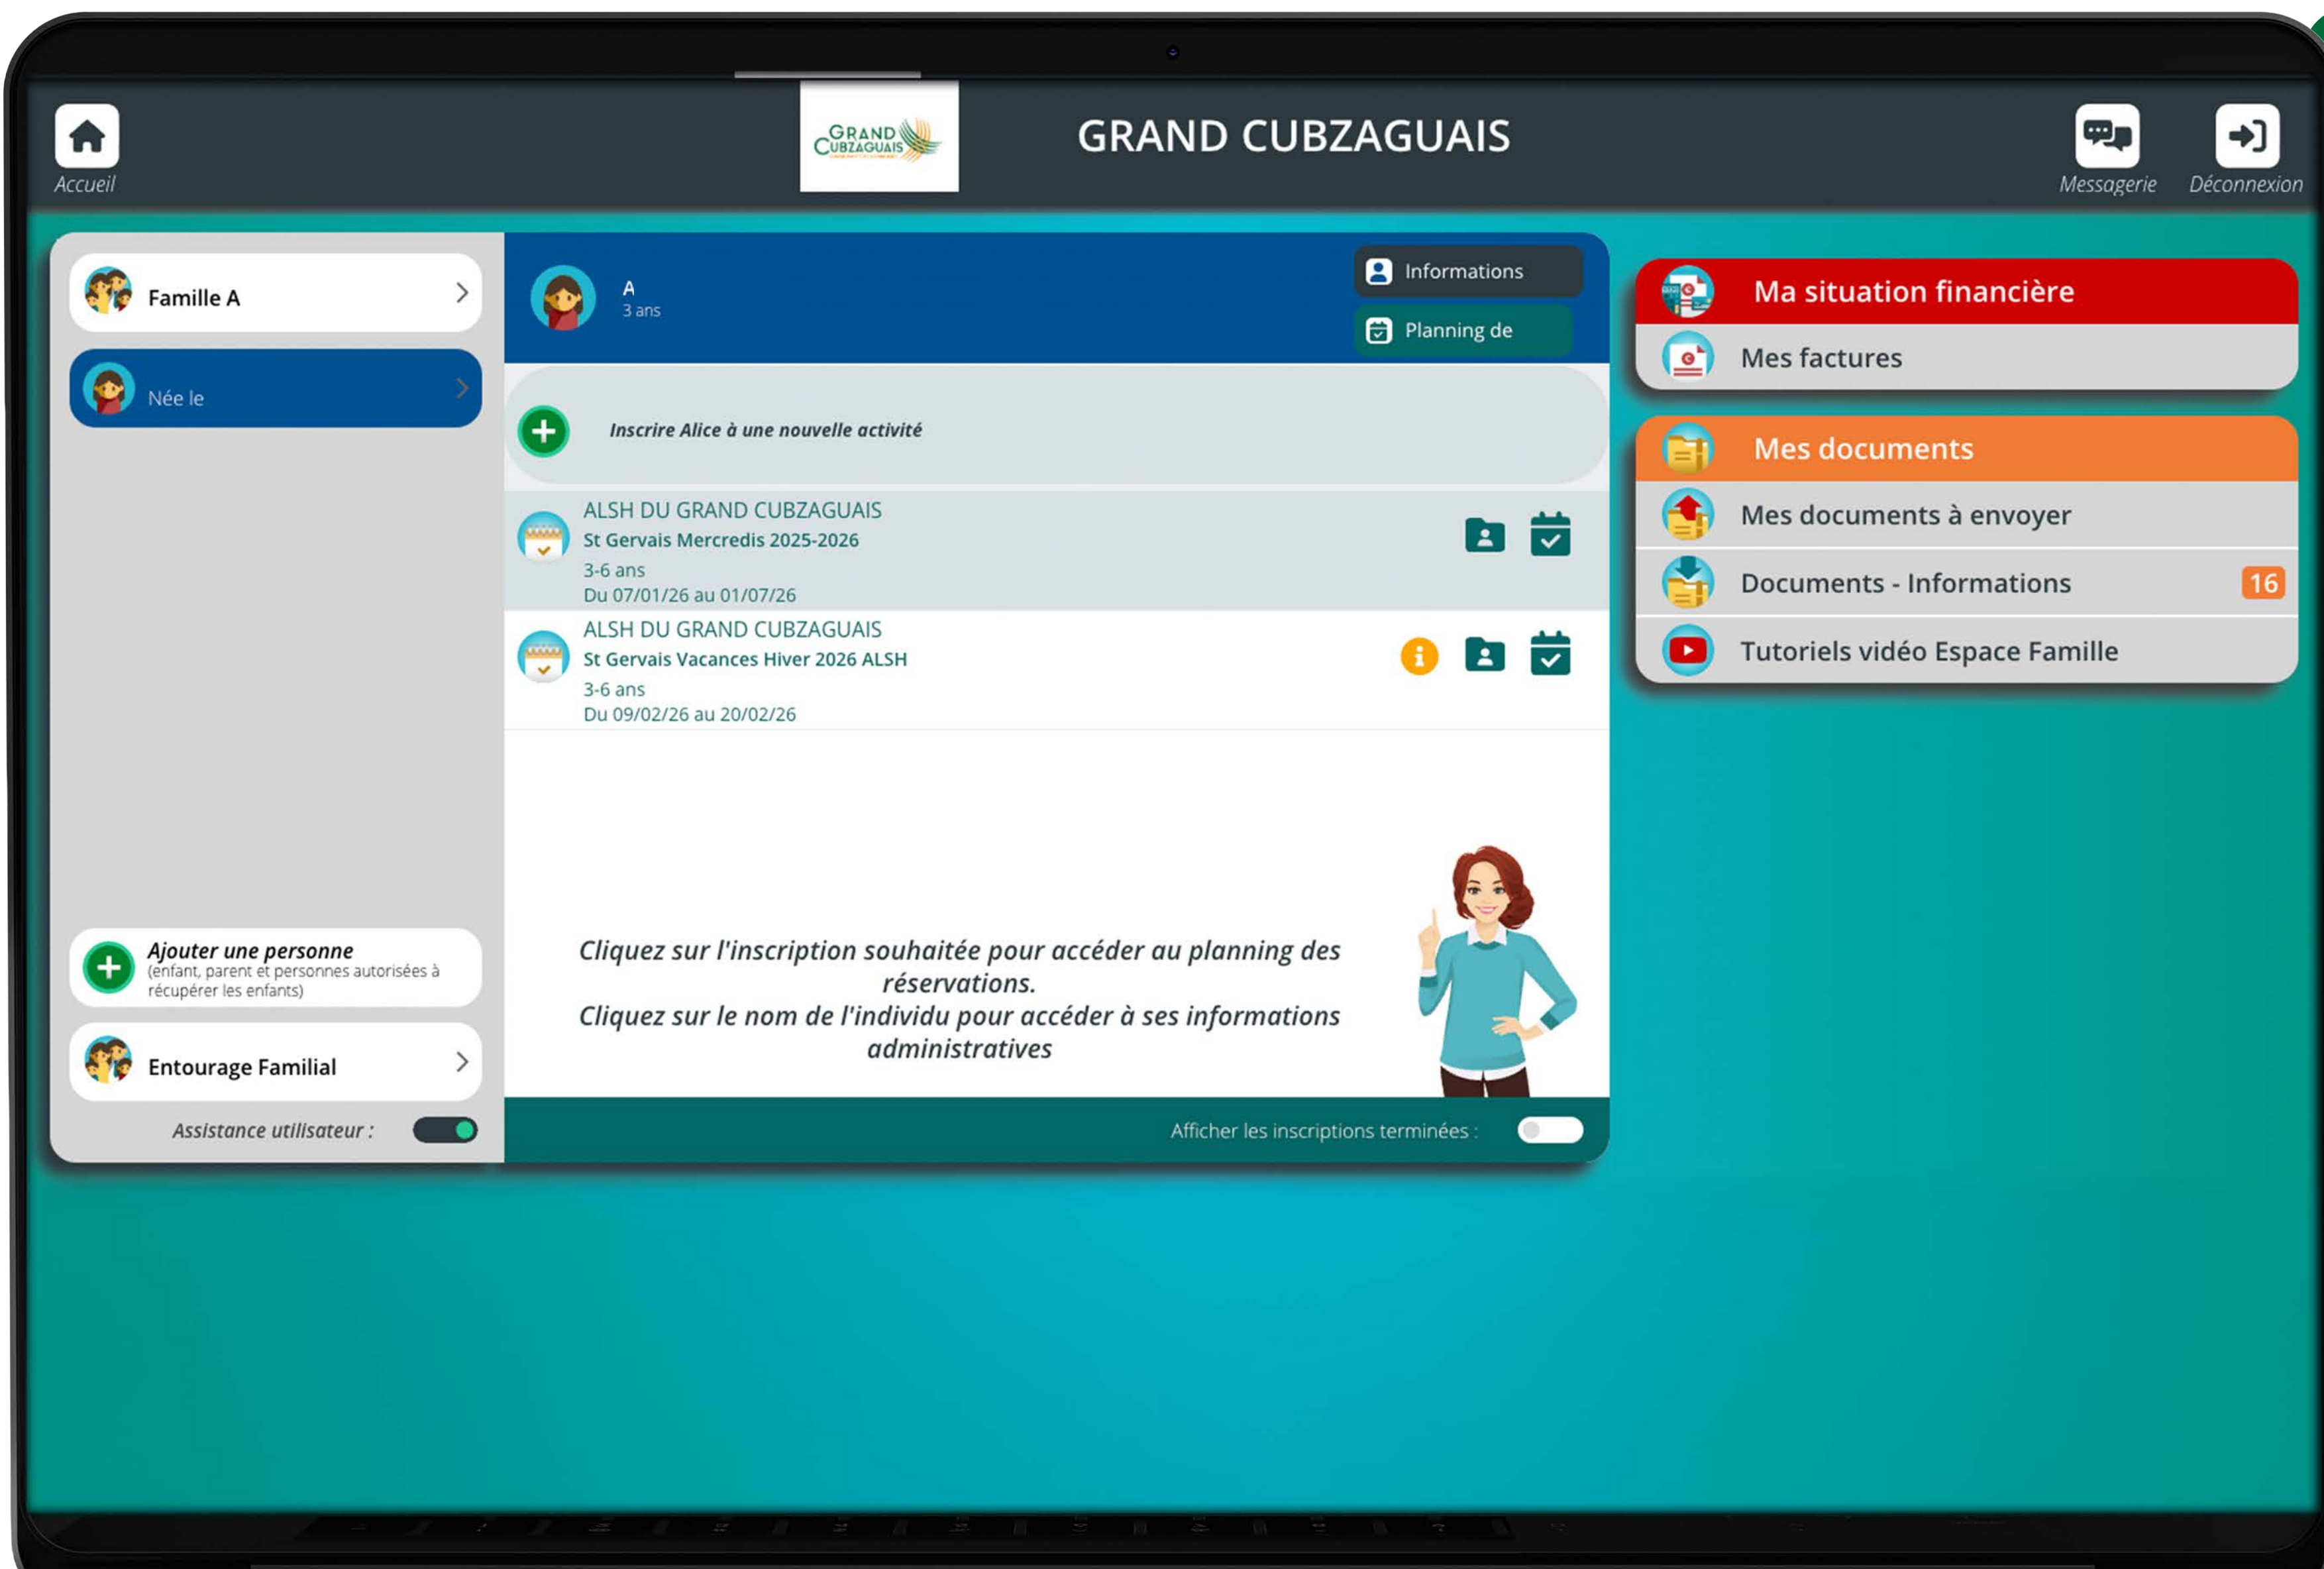 GRAND
CUBZAGUAIS
GRAND CUBZAGUAIS
Accueil
Messagerie
Déconnexion
Famille A
Née le
Ajouter une personne
(enfant, parent et personnes autorisées à
récupérer les enfants)
Entourage Familial
Assistance utilisateur :
A
3 ans
Informations
Planning de
Inscrire Alice à une nouvelle activité
ALSH DU GRAND CUBZAGUAIS
St Gervais Mercredis 2025-2026
3-6 ans
Du 07/01/26 au 01/07/26
ALSH DU GRAND CUBZAGUAIS
St Gervais Vacances Hiver 2026 ALSH
3-6 ans
Du 09/02/26 au 20/02/26
Cliquez sur l'inscription souhaitée pour accéder au planning des
réservations.
Cliquez sur le nom de l'individu pour accéder à ses informations
administratives
Afficher les inscriptions terminées :
Ma situation financière
Mes factures
Mes documents
Mes documents à envoyer
Documents - Informations
16
Tutoriels vidéo Espace Famille